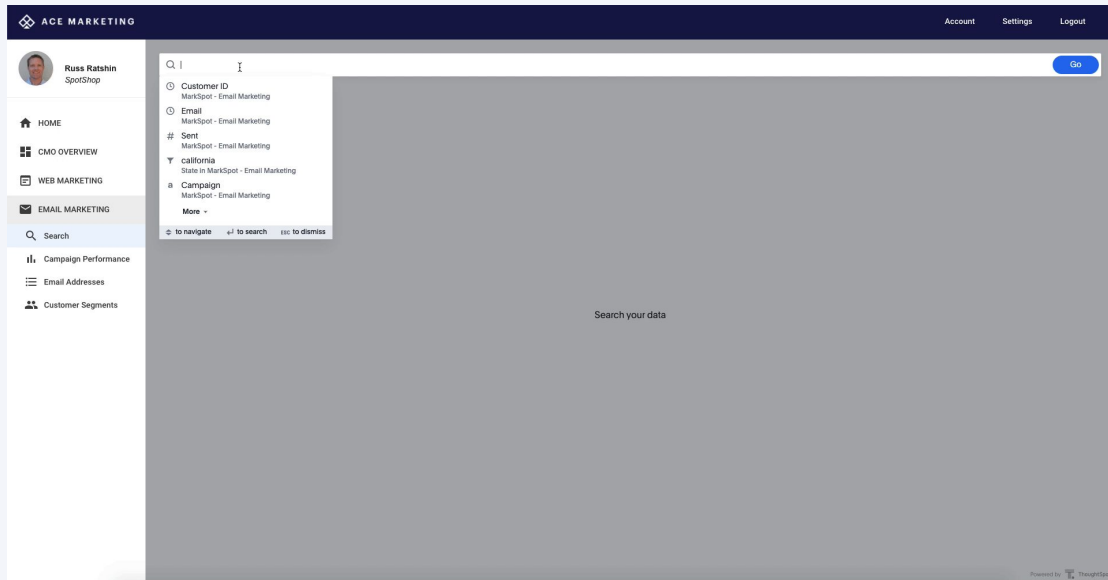 ACE MARKETING
Account Settings Logout
Russ Ratshin
SpotShop
HOME
CMO OVERVIEW
WEB MARKETING
EMAIL MARKETING
Search
Campaign Performance
Email Addresses
Customer Segments
Go
Customer ID
MarkSpot - Email Marketing
Email
MarkSpot - Email Marketing
# Sent
MarkSpot - Email Marketing
california
State in MarkSpot - Email Marketing
a Campaign
MarkSpot - Email Marketing
More
to navigate to search ESC to dismiss
Search your data
Powered by